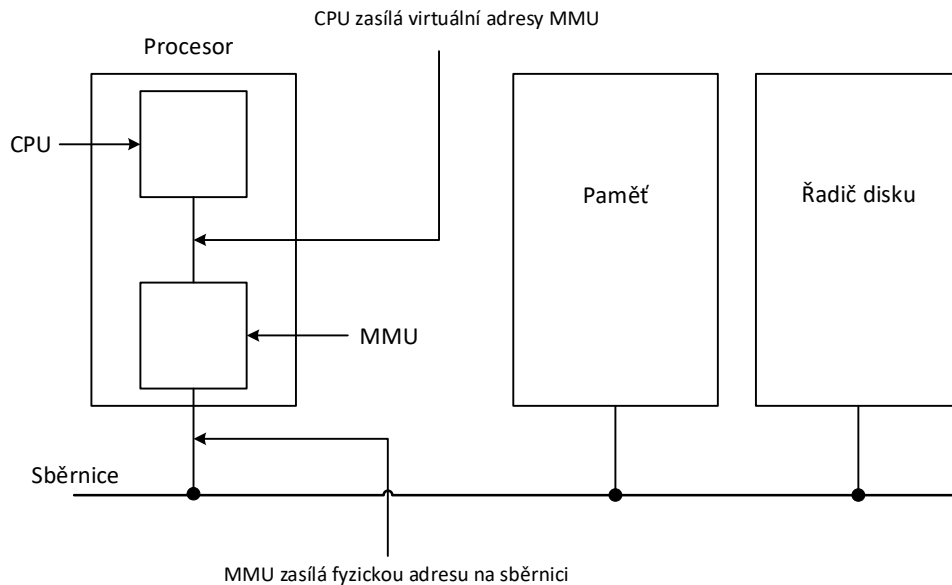 CPU zasílá virtuální adresy MMU
Procesor
CPU
Paměť
Řadič disku
MMU
Sběrnice
MMU zasílá fyzickou adresu na sběrnici